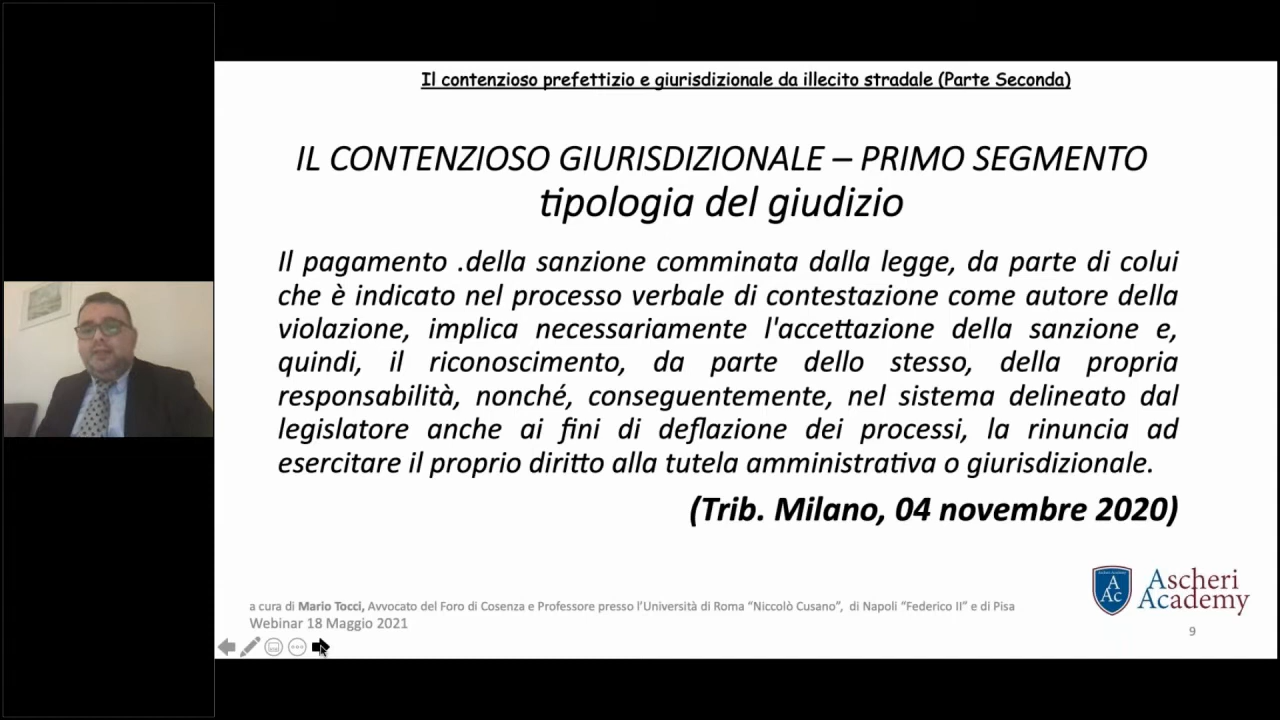 Il contenzioso prefettizio e giurisdizionale da illecito stradale (Parte Seconda)
IL CONTENZIOSO GIURISDIZIONALE – PRIMO SEGMENTO
tipologia del giudizio
Il pagamento .della sanzione comminata dalla legge, da parte di colui
che è indicato nel processo verbale di contestazione come autore della
violazione, implica necessariamente l'accettazione della sanzione e,
quindi, il riconoscimento, da parte dello stesso, della propria
responsabilità, nonché, conseguentemente, nel sistema delineato dal
legislatore anche ai fini di deflazione dei processi, la rinuncia ad
esercitare il proprio diritto alla tutela amministrativa o giurisdizionale.
(Trib. Milano, 04 novembre 2020)
A
Ac
Ascheri
Academy
a cura di Mario Tocci, Avvocato del Foro di Cosenza e Professore presso l'Università di Roma “Niccolò Cusano”, di Napoli “Federico II” e di Pisa
Webinar 18 Maggio 2021
9